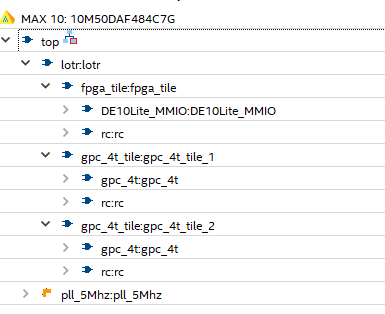 MAX 10: 10M50DAF484C7G
top
lotr:lotr
fpga_tile:fpga_tile
DE10Lite_MMIO:DE10Lite_MMIO
rc:rc
gpc_4t_tile:gpc_4t_tile_1
gpc_4t:gpc_4t
rc:rc
gpc_4t_tile:gpc_4t_tile_2
gpc_4t:gpc_4t
rc:rc
pll_5Mhz:pll_5Mhz